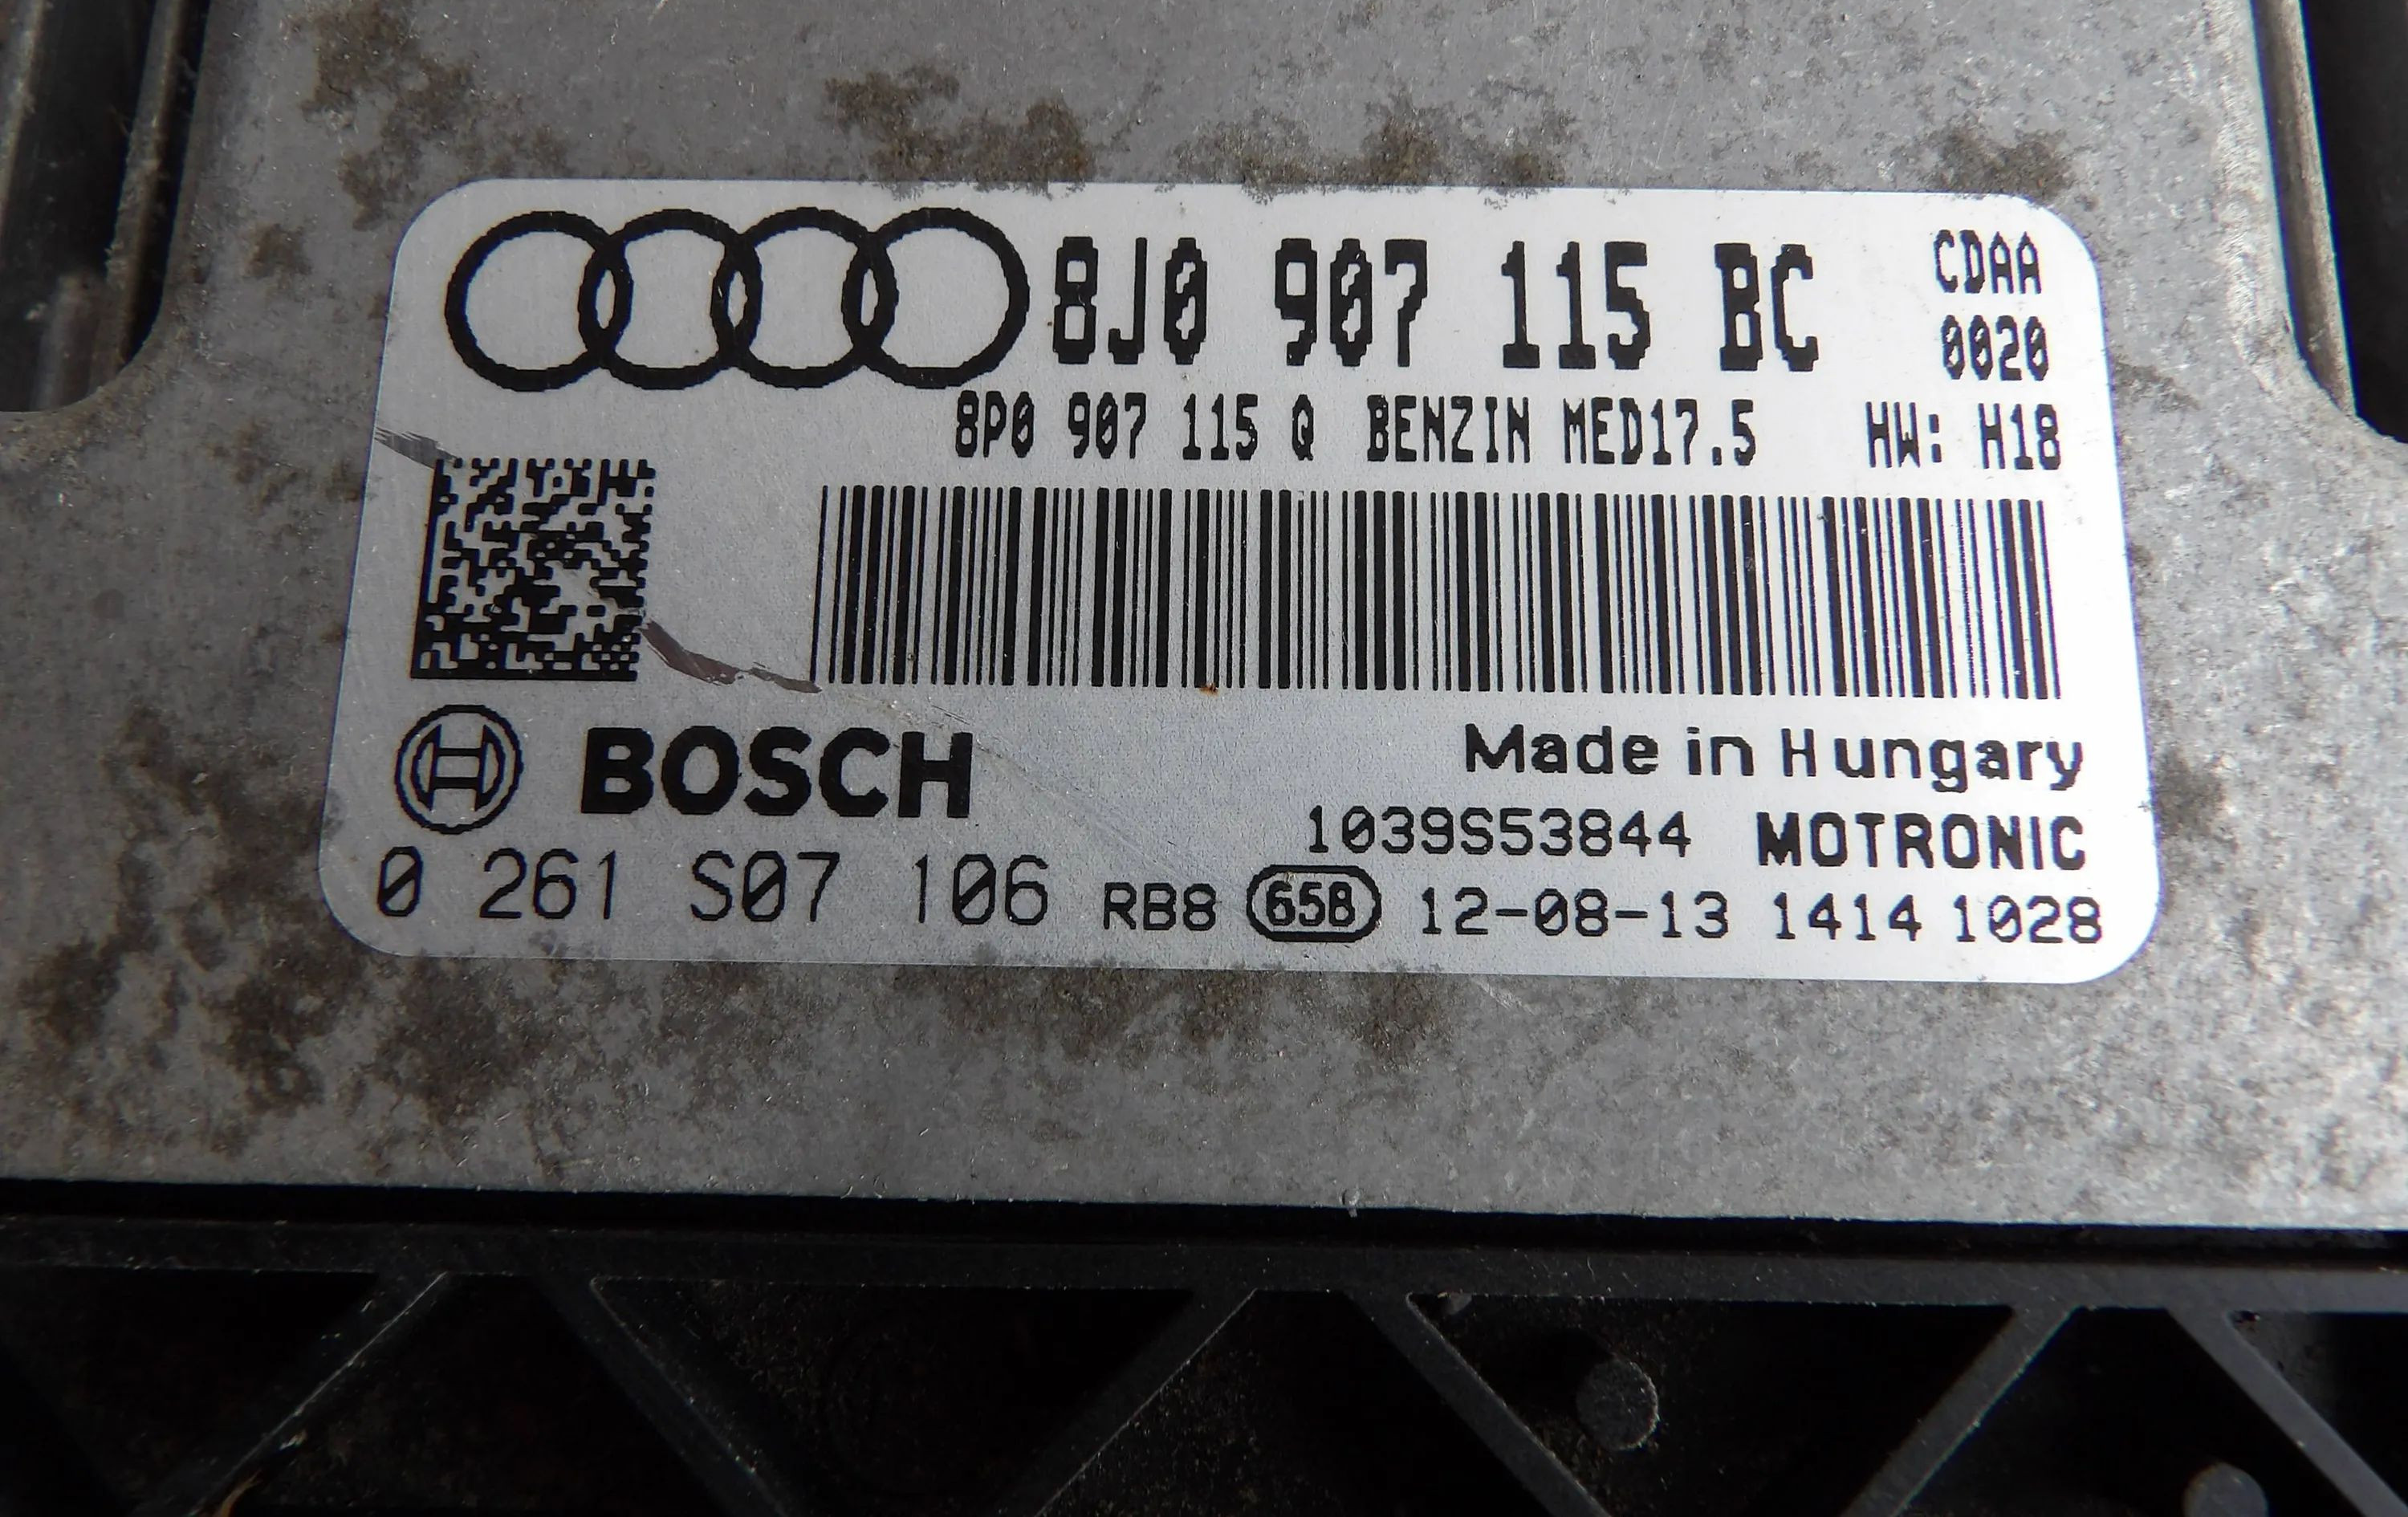 8J0 907 115 BC
CDAA
0020
8P0 907 115 Q BENZIN MED17.5 HW: H18
BOSCH
Made in Hungary
1039S53844 MOTRONIC
0 261 S07 106 RB8 658 12-08-13 1414 1028